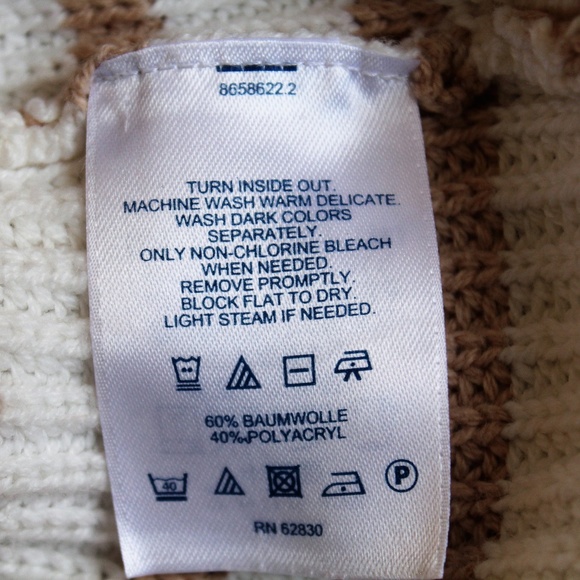 8658622.2
TURN INSIDE OUT.
MACHINE WASH WARM DELICATE.
WASH DARK COLORS
SEPARATELY.
ONLY NON-CHLORINE BLEACH
WHEN NEEDED.
REMOVE PROMPTLY.
BLOCK FLAT TO DRY,
LIGHT STEAM IF NEEDED.
60% BAUMWOLLE
40% POLYACRYL
40
P
RN 62830